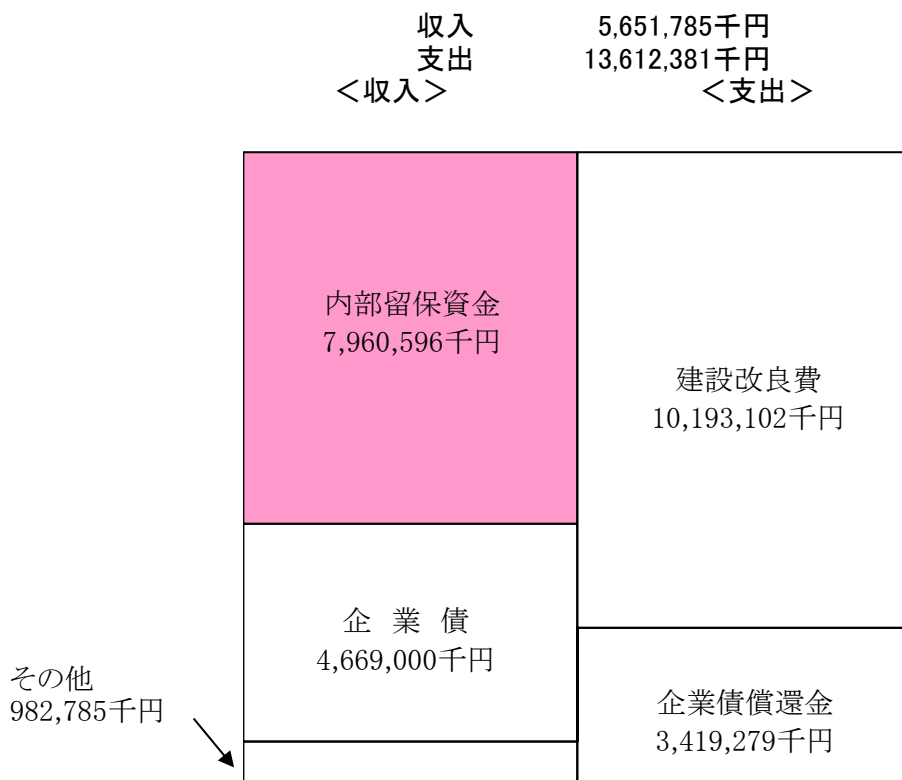 収入 5,651,785千円
支出 13,612,381千円
＜収入＞ ＜支出＞
内部留保資金
7,960,596千円
建設改良費
10,193,102千円
企 業 債
4,669,000千円
その他
982,785千円
企業債償還金
3,419,279千円